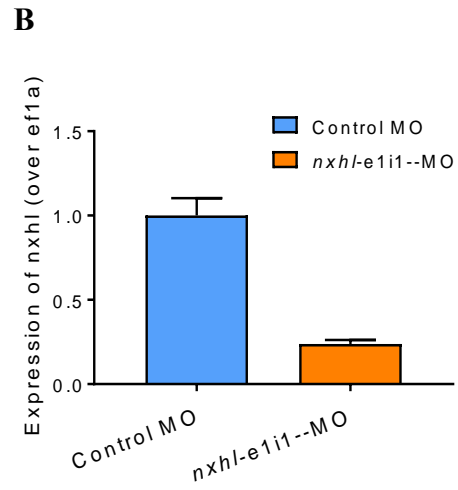 B
Control MO
nxhl-e1i1--MO
Expression of nxhl (over ef1a)
1.5
1.0
0.5
0.0
Control MO
nxhl-e1i1--MO